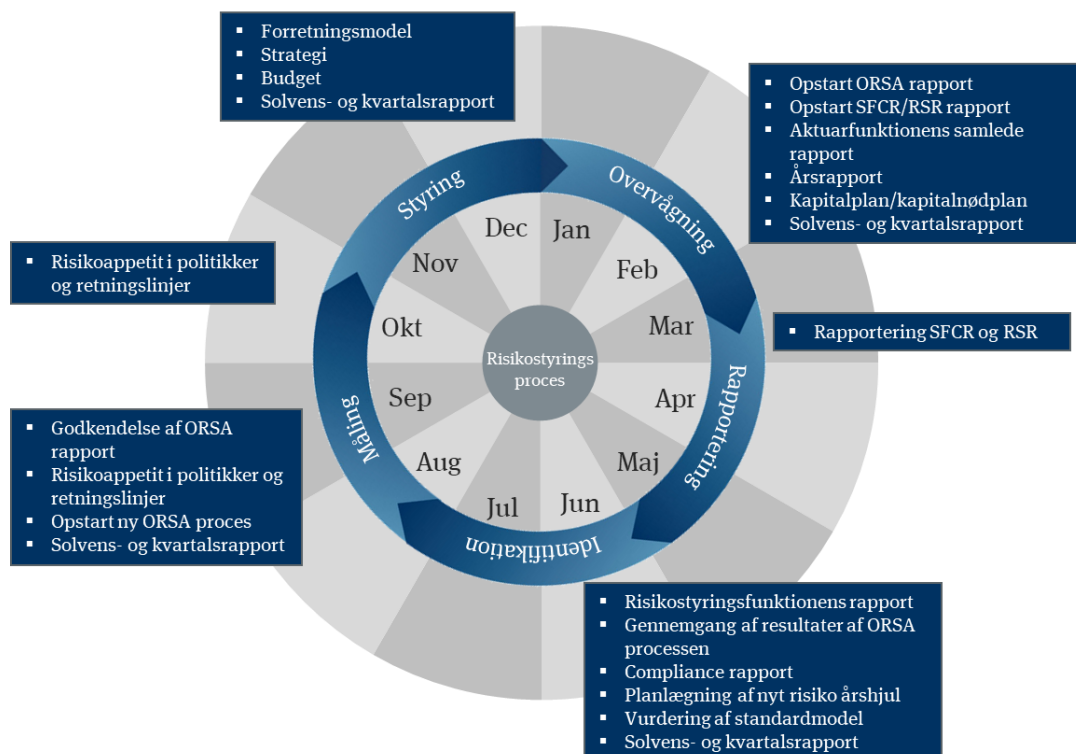 ▪ Forretningsmodel
▪ Strategi
▪ Budget
▪ Solvens- og kvartalsrapport
▪ Opstart ORSA rapport
▪ Opstart SFCR/RSR rapport
▪ Aktuarfunktionens samlede
rapport
▪ Årsrapport
▪ Kapitalplan/kapitalnødplan
▪ Solvens- og kvartalsrapport
▪ Rapportering SFCR og RSR
▪ Risikostyringsfunktionens rapport
▪ Gennemgang af resultater af ORSA
processen
▪ Compliance rapport
▪ Planlægning af nyt risiko årshjul
▪ Vurdering af standardmodel
▪ Solvens- og kvartalsrapport
▪ Godkendelse af ORSA
rapport
▪ Risikoappetit i politikker og
retningslinjer
▪ Opstart ny ORSA proces
▪ Solvens- og kvartalsrapport
▪ Risikoappetit i politikker
og retningslinjer
Overvågning
Rapportering
Identifikation
Måling
Styring
Jan
Feb
Mar
Apr
Maj
Jun
Jul
Aug
Sep
Okt
Nov
Dec
Risikostyrings
proces